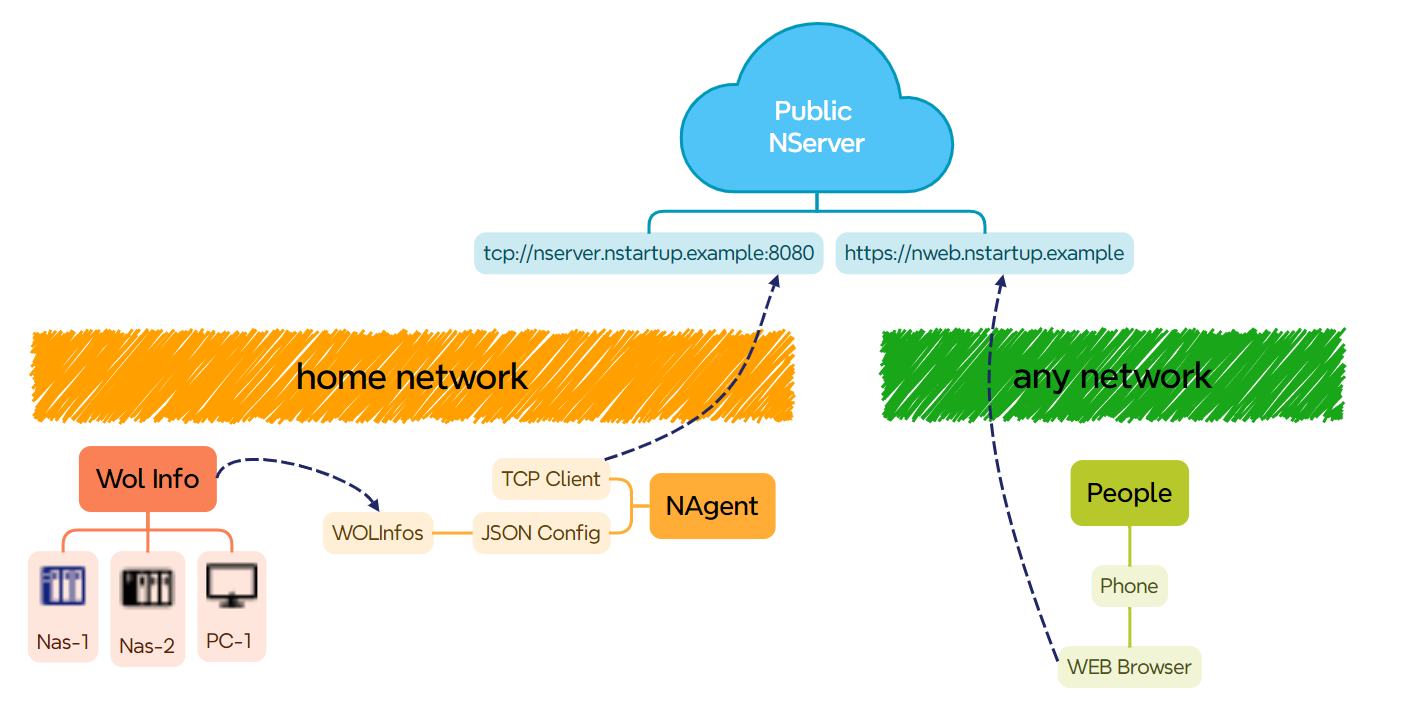 Public
NServer
tcp://nserver.nstartup.example:8080
https://nweb.nstartup.example
home network
any network
Wol Info
TCP Client
NAgent
WOLInfos
JSON Config
People
Phone
Nas-1
Nas-2
PC-1
WEB Browser